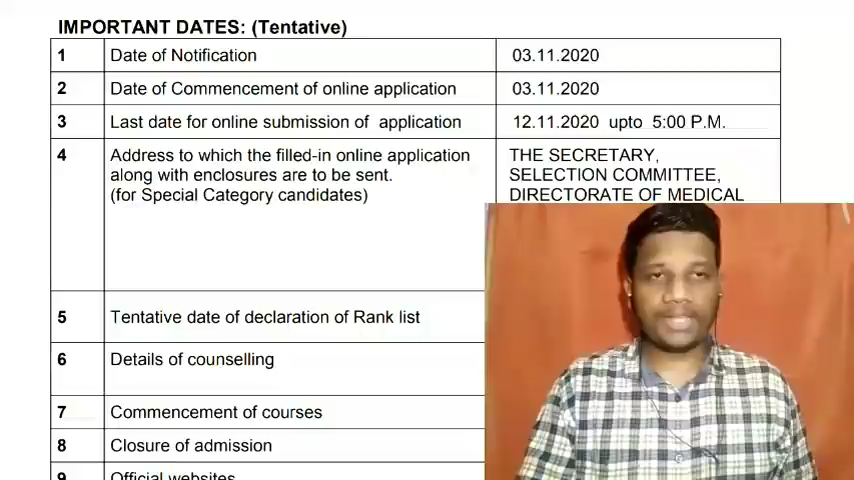 IMPORTANT DATES: (Tentative)
1 Date of Notification 03.11.2020
2 Date of Commencement of online application 03.11.2020
3 Last date for online submission of application 12.11.2020 upto 5:00 P.M.
4 Address to which the filled-in online application THE SECRETARY,
along with enclosures are to be sent. SELECTION COMMITTEE,
(for Special Category candidates) DIRECTORATE OF MEDICAL
5 Tentative date of declaration of Rank list
6 Details of counselling
7 Commencement of courses
8 Closure of admission
9 Official websites